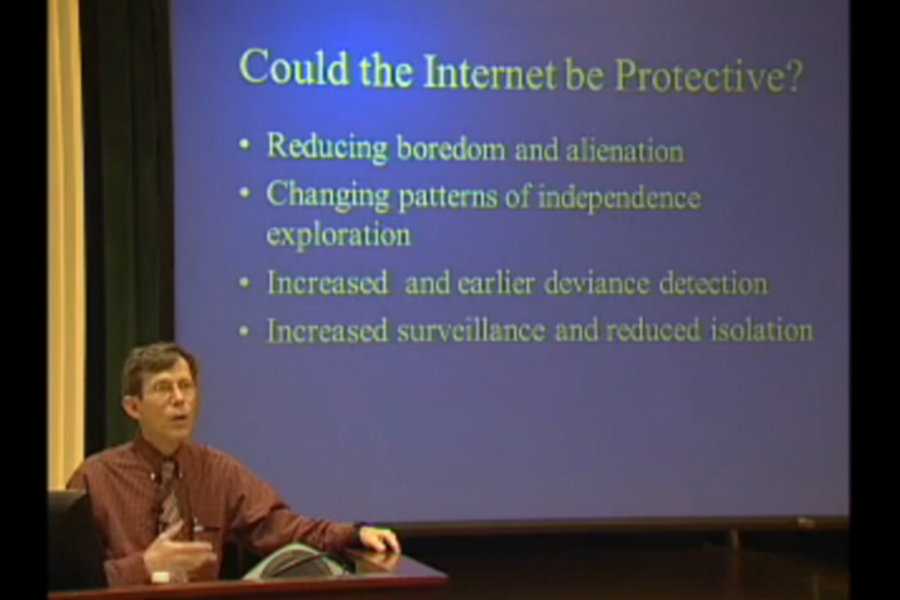 Could the Internet be Protective?
• Reducing boredom and alienation
• Changing patterns of independence
exploration
• Increased and earlier deviance detection
• Increased surveillance and reduced isolation